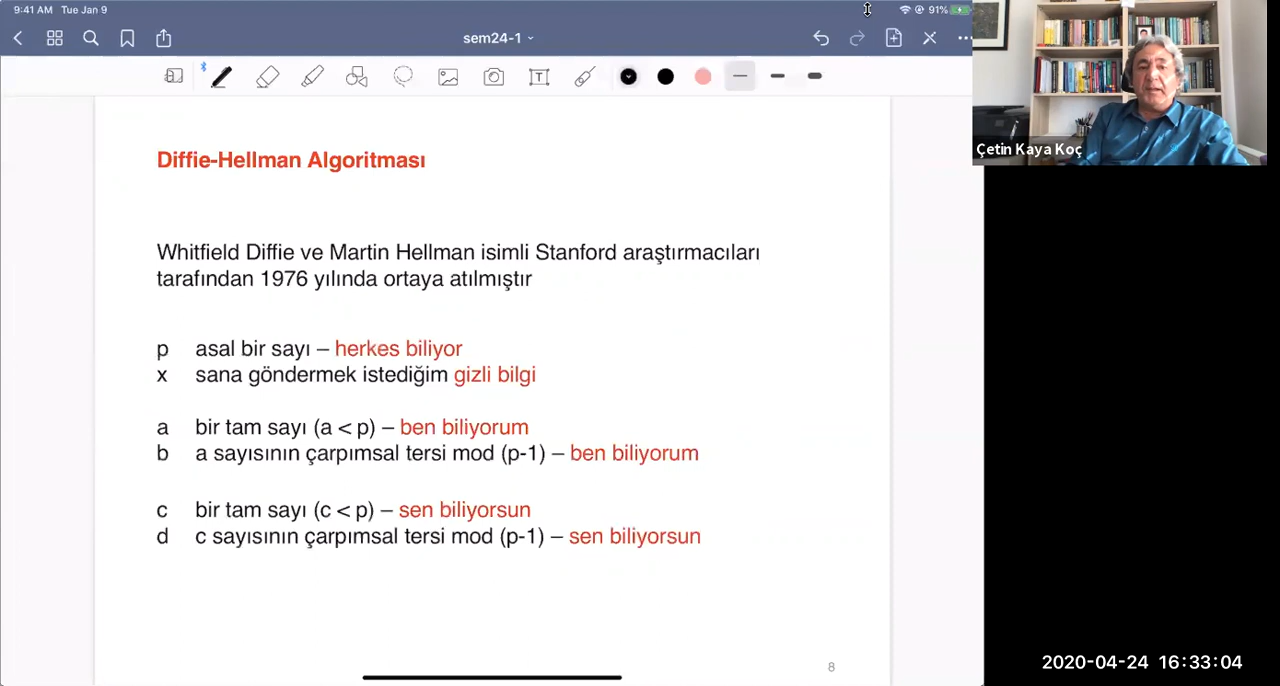 9:41 AM Tue Jan 9
91%
sem24-1
T
Çetin Kaya Koç
Diffie-Hellman Algoritması
Whitfield Diffie ve Martin Hellman isimli Stanford araştırmacıları
tarafından 1976 yılında ortaya atılmıştır
p asal bir sayı – herkes biliyor
x sana göndermek istediğim gizli bilgi
a bir tam sayı (a < p) – ben biliyorum
b a sayısının çarpımsal tersi mod (p-1) – ben biliyorum
c bir tam sayı (c < p) – sen biliyorsun
d c sayısının çarpımsal tersi mod (p-1) – sen biliyorsun
8
2020-04-24 16:33:04